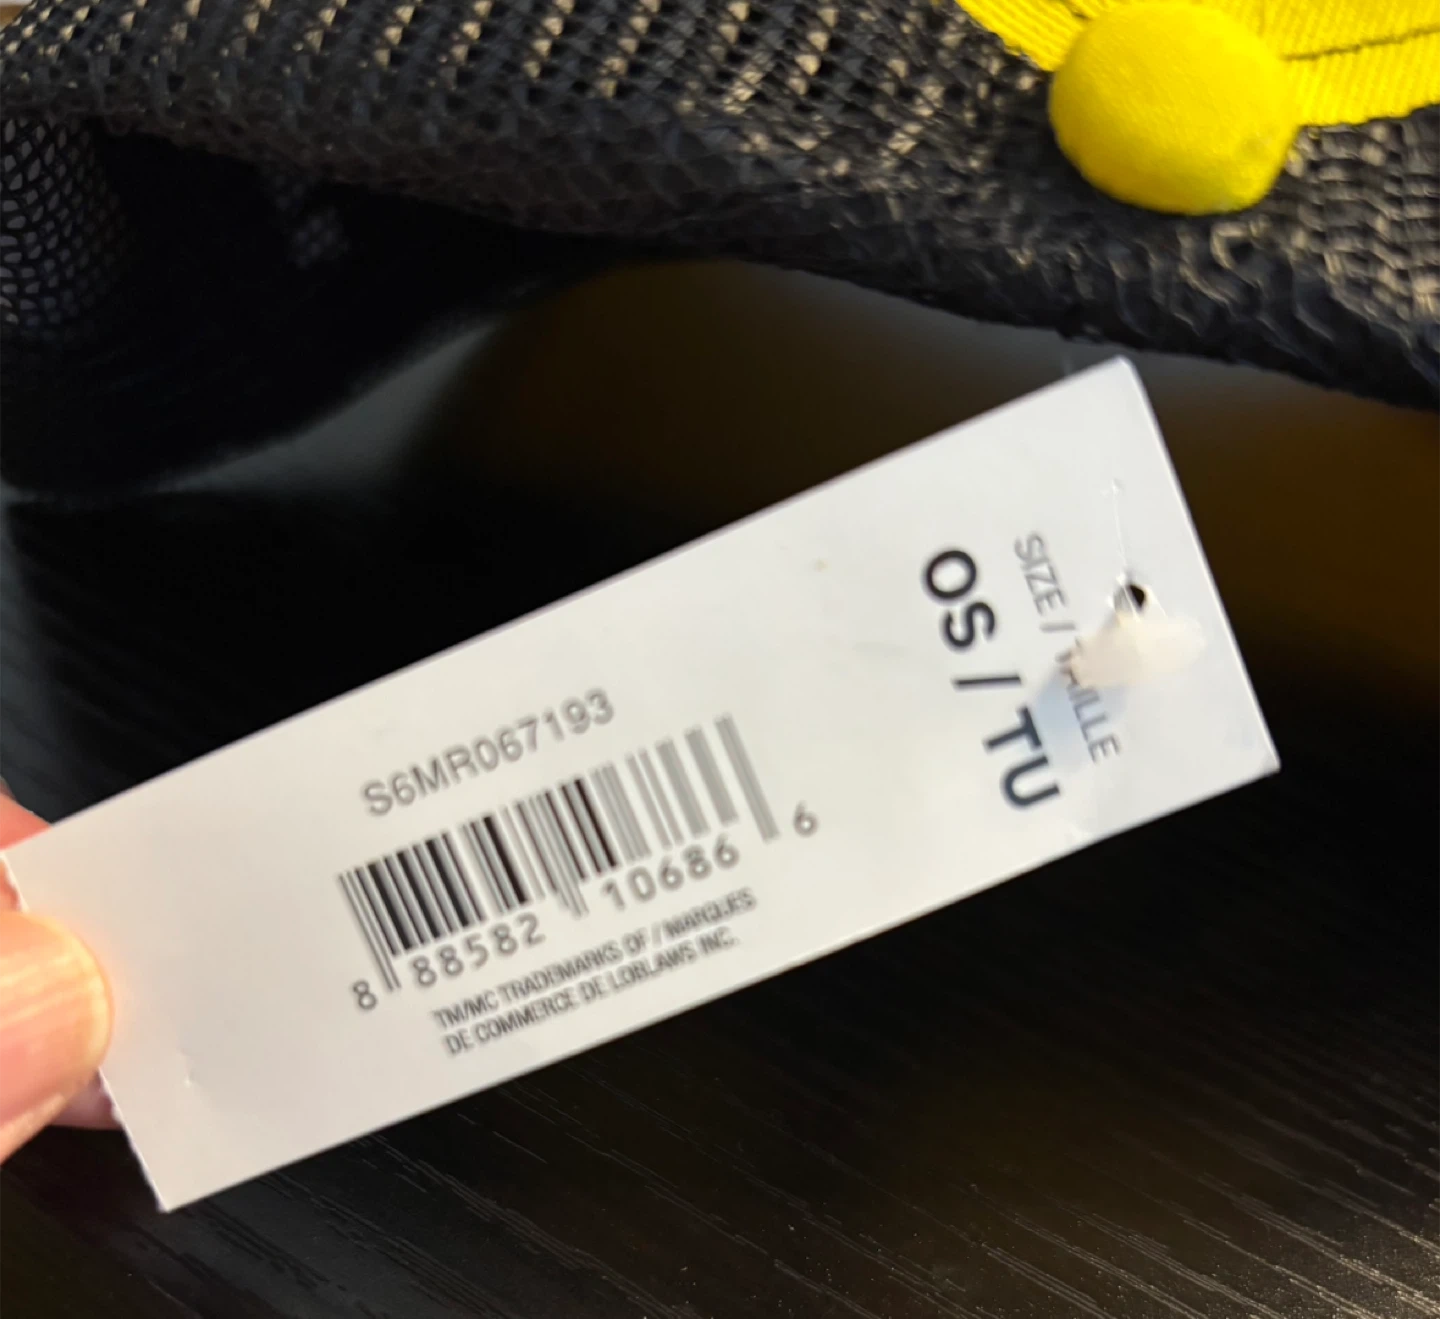 SIZE / TAILLE
OS / TU
S6MR067193
8 88582 10686 6
TM/MC TRADEMARKS OF / MARQUES
DE COMMERCE DE LOBLAWS INC.